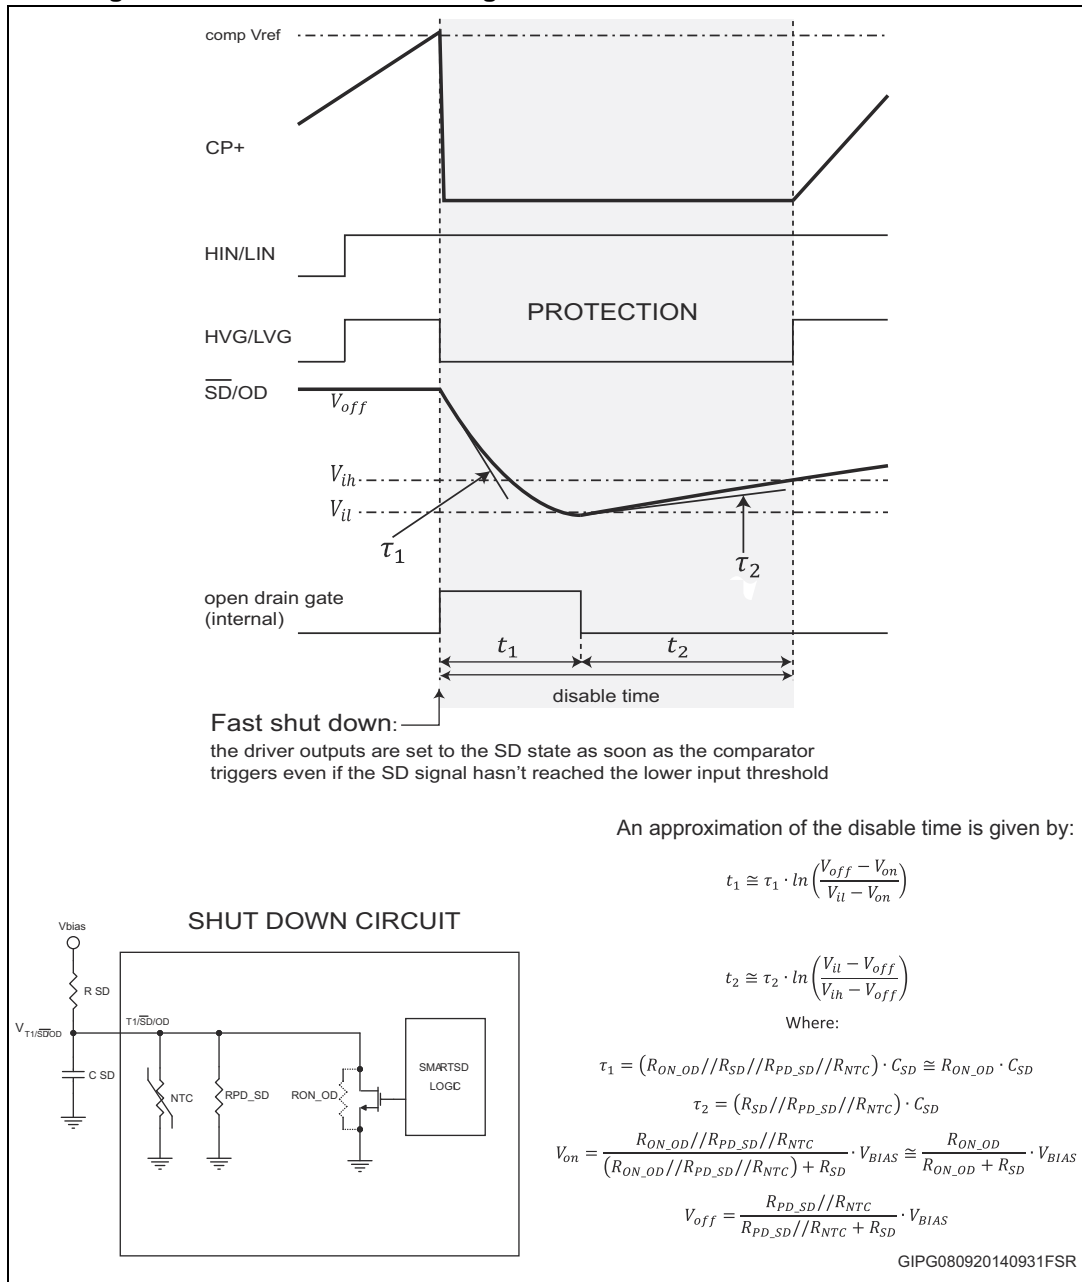 comp Vref
CP+
HIN/LIN
PROTECTION
HVG/LVG
S̅D̅/OD
V_off
V_ih
V_il
τ_1
τ_2
open drain gate
(internal)
t_1 t_2
disable time
Fast shut down:
the driver outputs are set to the SD state as soon as the comparator
triggers even if the SD signal hasn't reached the lower input threshold
An approximation of the disable time is given by:
t_1 ≅ τ_1 · ln((V_off − V_on)/(V_il − V_on))
t_2 ≅ τ_2 · ln((V_il − V_off)/(V_ih − V_off))
Where:
τ_1 = (R_ON_OD//R_SD//R_PD_SD//R_NTC) · C_SD ≅ R_ON_OD · C_SD
τ_2 = (R_SD//R_PD_SD//R_NTC) · C_SD
V_on = (R_ON_OD//R_PD_SD//R_NTC)/((R_ON_OD//R_PD_SD//R_NTC) + R_SD) · V_BIAS ≅ R_ON_OD/(R_ON_OD + R_SD) · V_BIAS
V_off = (R_PD_SD//R_NTC)/(R_PD_SD//R_NTC + R_SD) · V_BIAS
SHUT DOWN CIRCUIT
Vbias
R SD
V_T1/S̅D̅/OD
T1/S̅D̅/OD
C SD
NTC
RPD_SD
RON_OD
SMARTSD
LOGIC
GIPG080920140931FSR